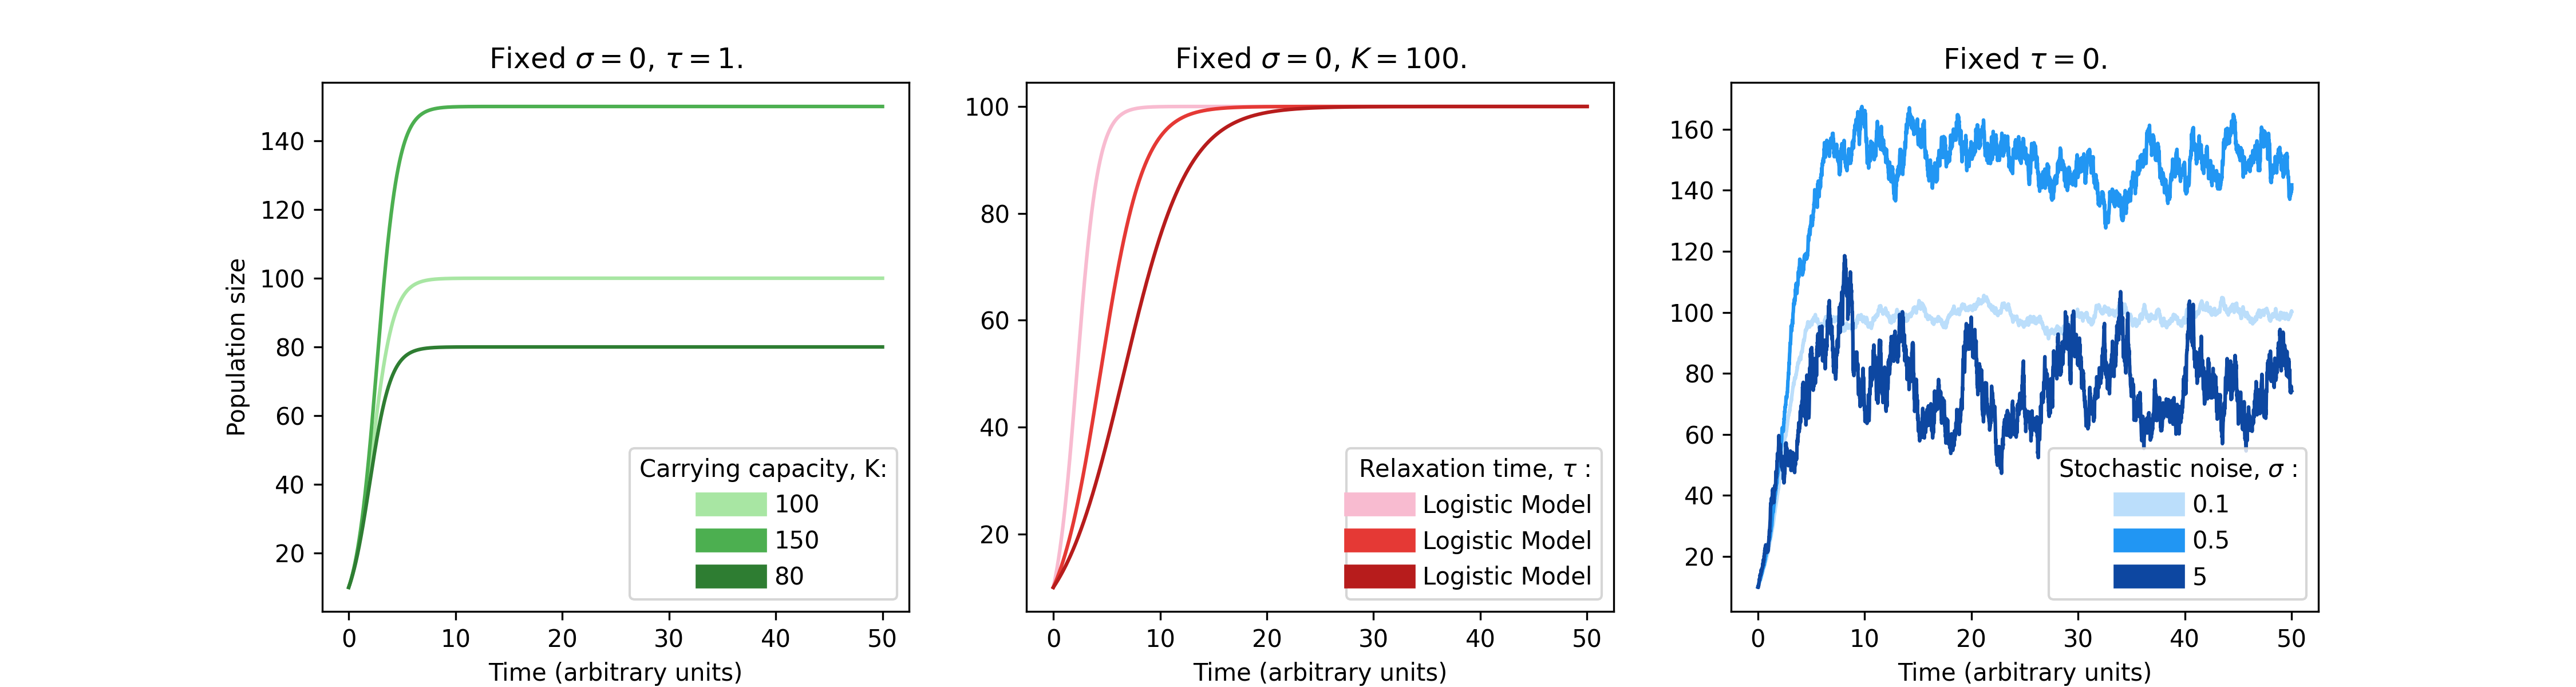 Fixed σ = 0, τ = 1.
Population size
140
120
100
80
60
40
20
Carrying capacity, K:
100
150
80
0 10 20 30 40 50
Time (arbitrary units)
Fixed σ = 0, K = 100.
100
80
60
40
20
Relaxation time, τ :
Logistic Model
Logistic Model
Logistic Model
0 10 20 30 40 50
Time (arbitrary units)
Fixed τ = 0.
160
140
120
100
80
60
40
20
Stochastic noise, σ :
0.1
0.5
5
0 10 20 30 40 50
Time (arbitrary units)